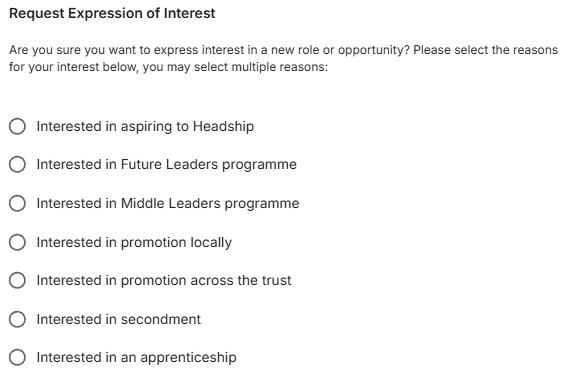 Request Expression of Interest
Are you sure you want to express interest in a new role or opportunity? Please select the reasons
for your interest below, you may select multiple reasons:
Interested in aspiring to Headship
Interested in Future Leaders programme
Interested in Middle Leaders programme
Interested in promotion locally
Interested in promotion across the trust
Interested in secondment
Interested in an apprenticeship